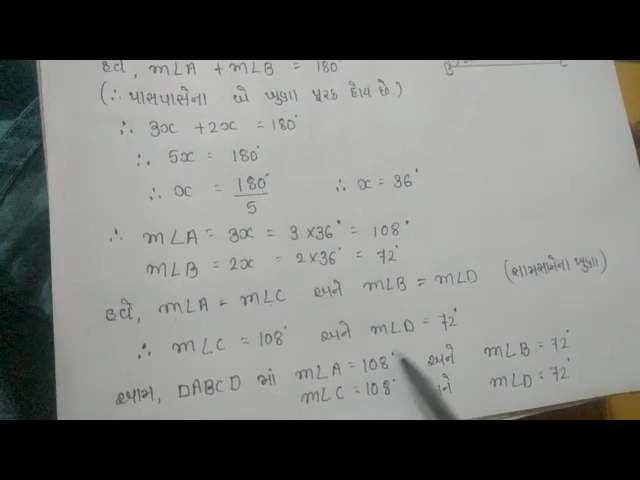 હવે, m∠A + m∠B = 180°
(∵ પાસપાસેના બે ખુણા પૂરક હોય છે.)
∴ 3x + 2x = 180°
∴ 5x = 180°
∴ x = 180°/5 ∴ x = 36°
∴ m∠A = 3x = 3 × 36° = 108°
m∠B = 2x = 2 × 36° = 72°
હવે, m∠A = m∠C અને m∠B = m∠D (સામસામેના ખુણા)
∴ m∠C = 108° અને m∠D = 72°
આમ, □ABCD માં m∠A = 108° અને m∠B = 72°
m∠C = 108° અને m∠D = 72°